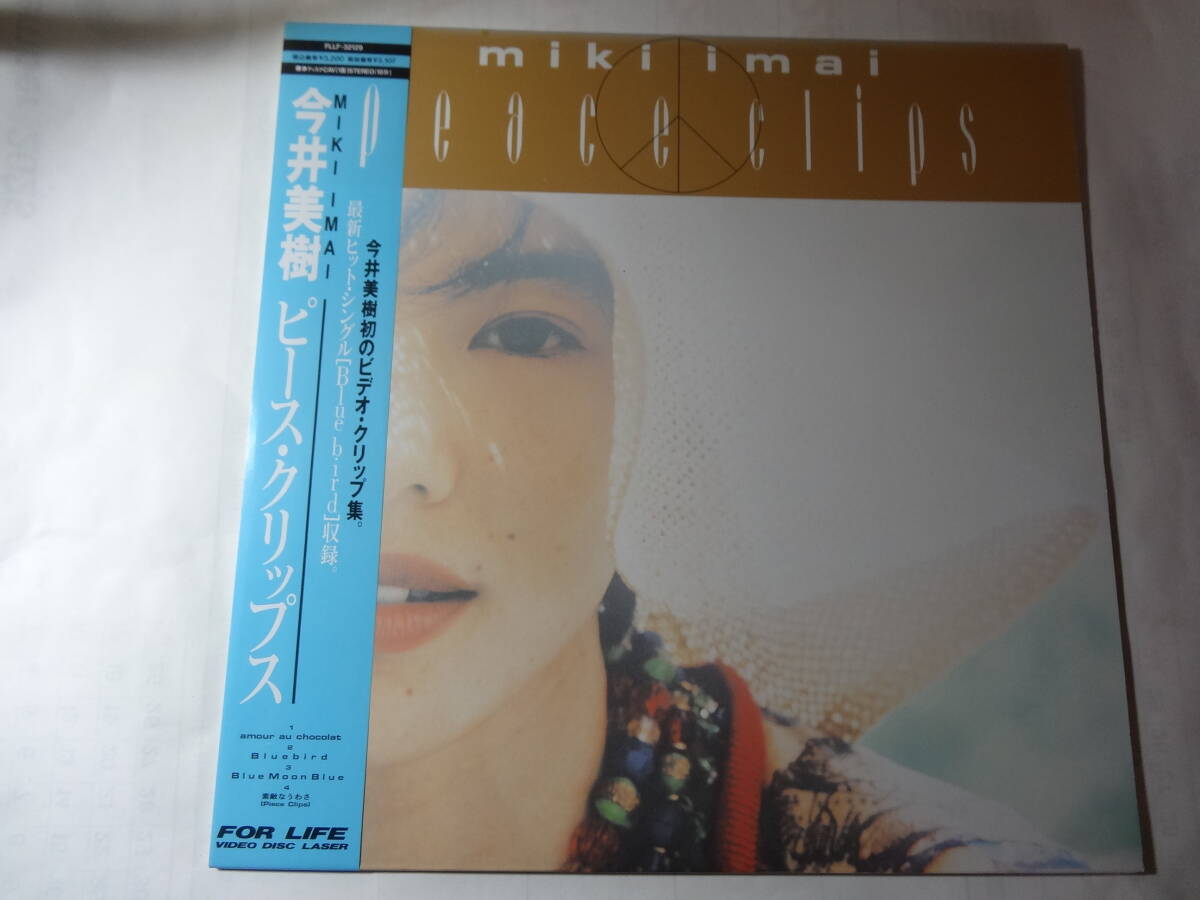 FLLF-32129
今井美樹
MIKI IMAI
ピース・クリップス
今井美樹初のビデオ・クリップ集。
最新ヒット・シングル[Blue bird]収録。
1
amour au chocolat
2
Bluebird
3
Blue Moon Blue
4
素敵なうわさ
(Piece Clips)
FOR LIFE
VIDEO DISC LASER
miki imai
peace clips